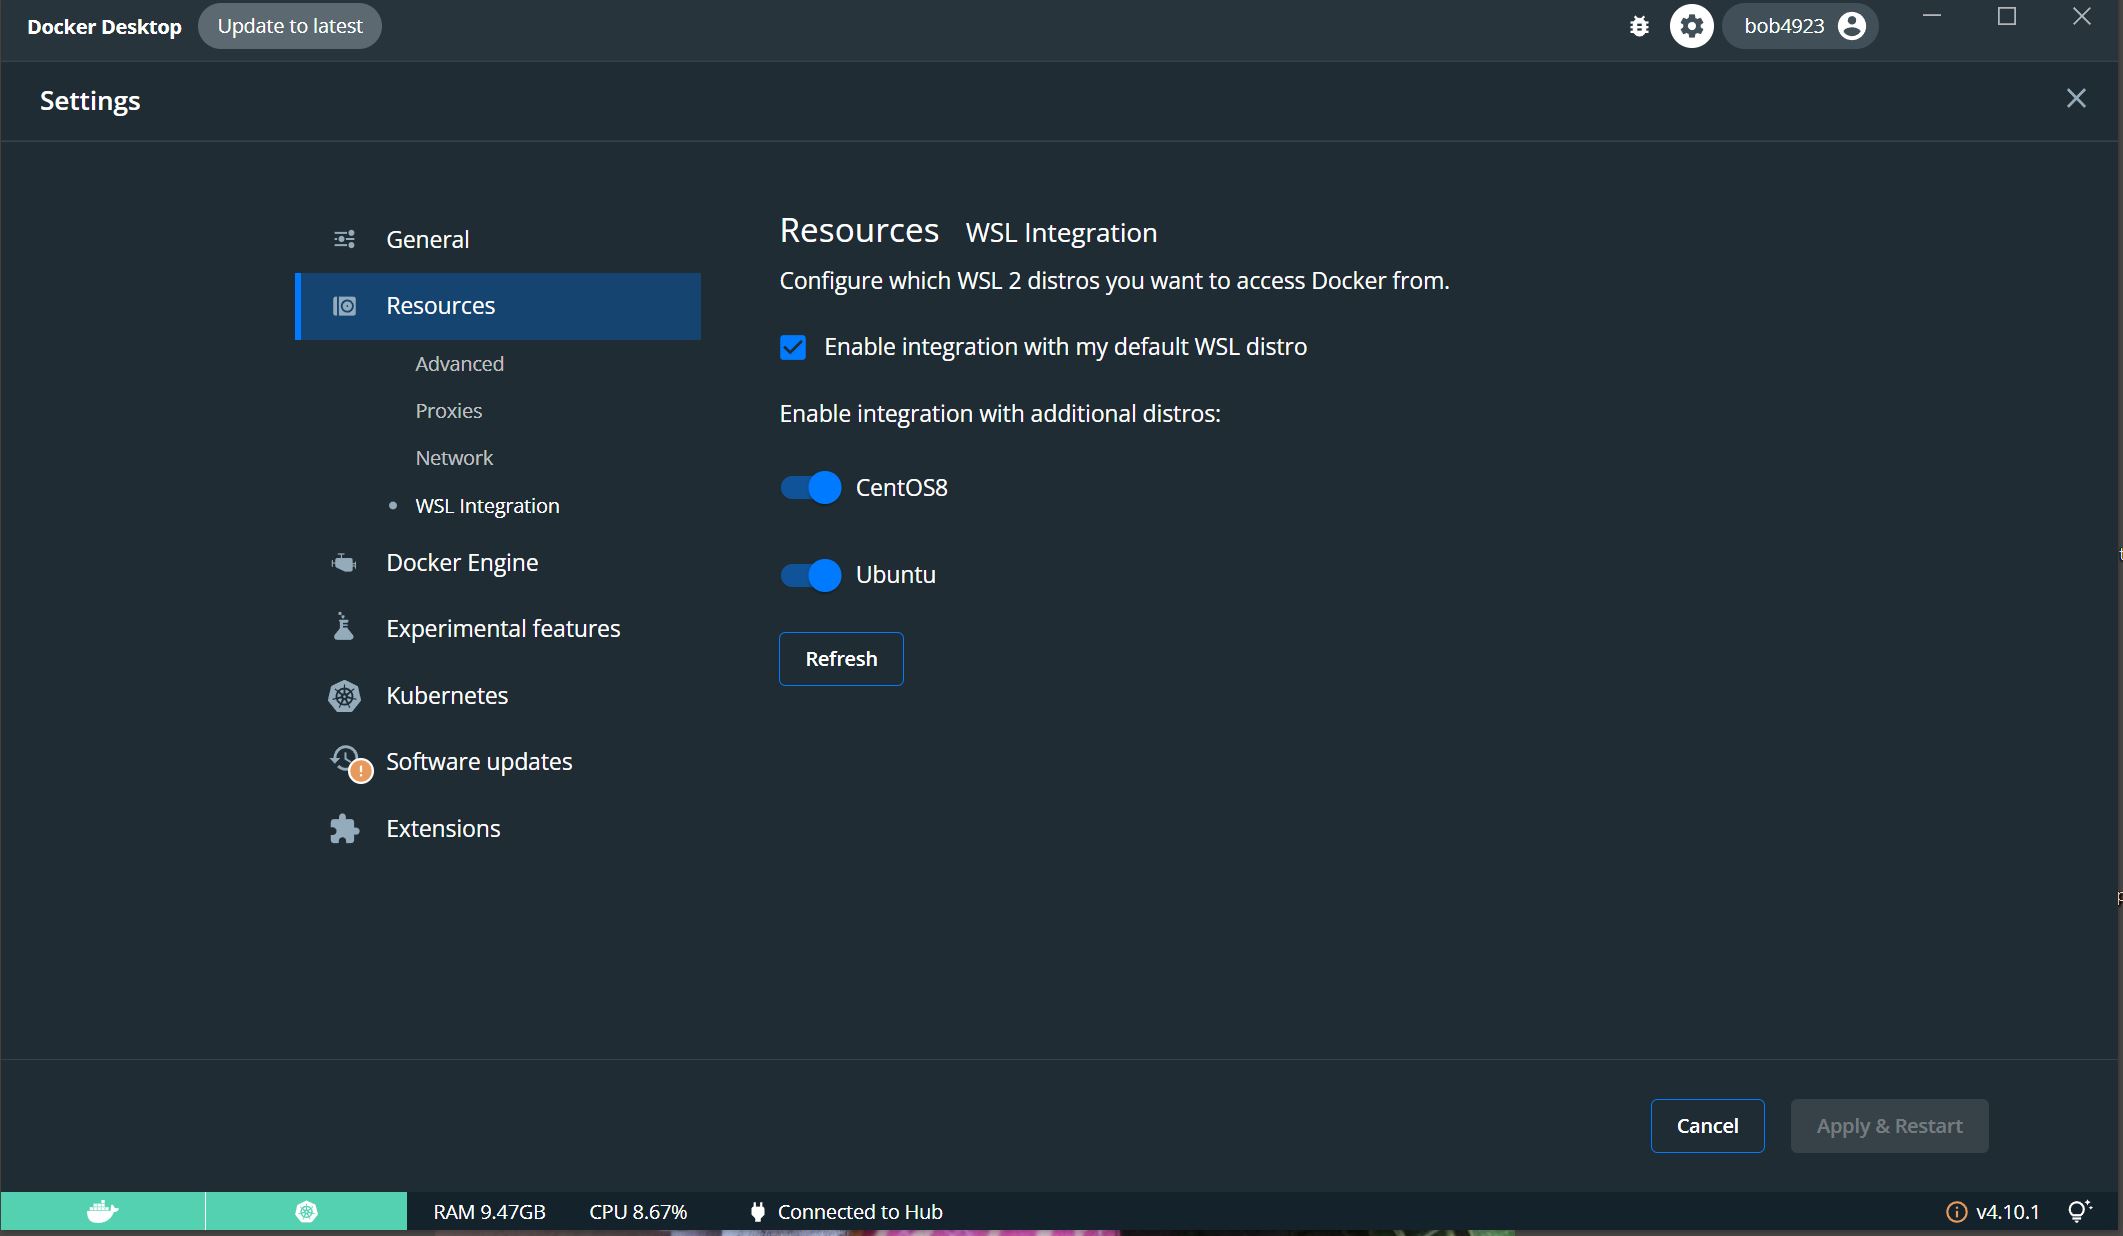 Docker Desktop Update to latest bob4923
Settings
General
Resources
Advanced
Proxies
Network
WSL Integration
Docker Engine
Experimental features
Kubernetes
Software updates
Extensions
Resources WSL Integration
Configure which WSL 2 distros you want to access Docker from.
Enable integration with my default WSL distro
Enable integration with additional distros:
CentOS8
Ubuntu
Refresh
Cancel Apply & Restart
RAM 9.47GB CPU 8.67% Connected to Hub v4.10.1